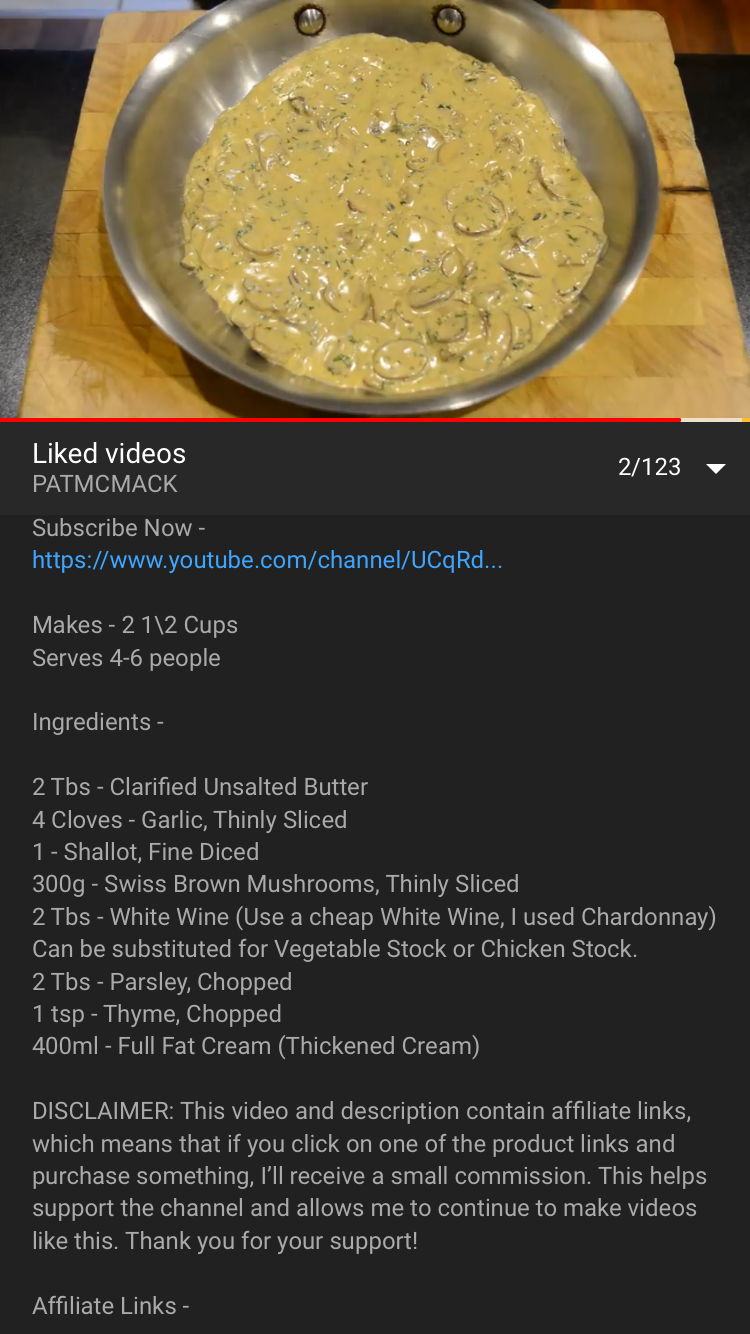 Liked videos
PATMCMACK
2/123
Subscribe Now -
https://www.youtube.com/channel/UCqRd...
Makes - 2 1\2 Cups
Serves 4-6 people
Ingredients -
2 Tbs - Clarified Unsalted Butter
4 Cloves - Garlic, Thinly Sliced
1 - Shallot, Fine Diced
300g - Swiss Brown Mushrooms, Thinly Sliced
2 Tbs - White Wine (Use a cheap White Wine, I used Chardonnay)
Can be substituted for Vegetable Stock or Chicken Stock.
2 Tbs - Parsley, Chopped
1 tsp - Thyme, Chopped
400ml - Full Fat Cream (Thickened Cream)
DISCLAIMER: This video and description contain affiliate links,
which means that if you click on one of the product links and
purchase something, I’ll receive a small commission. This helps
support the channel and allows me to continue to make videos
like this. Thank you for your support!
Affiliate Links -